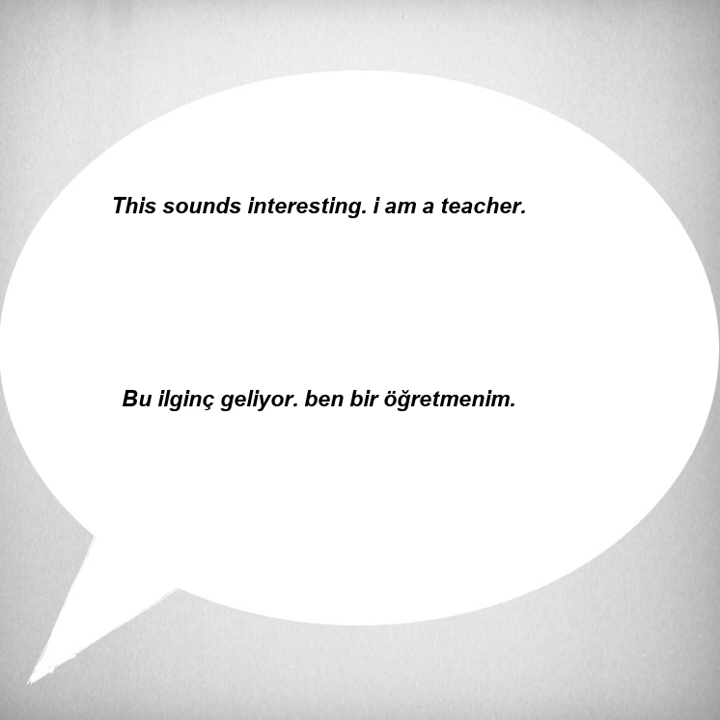 This sounds interesting. i am a teacher.
Bu ilginç geliyor. ben bir öğretmenim.